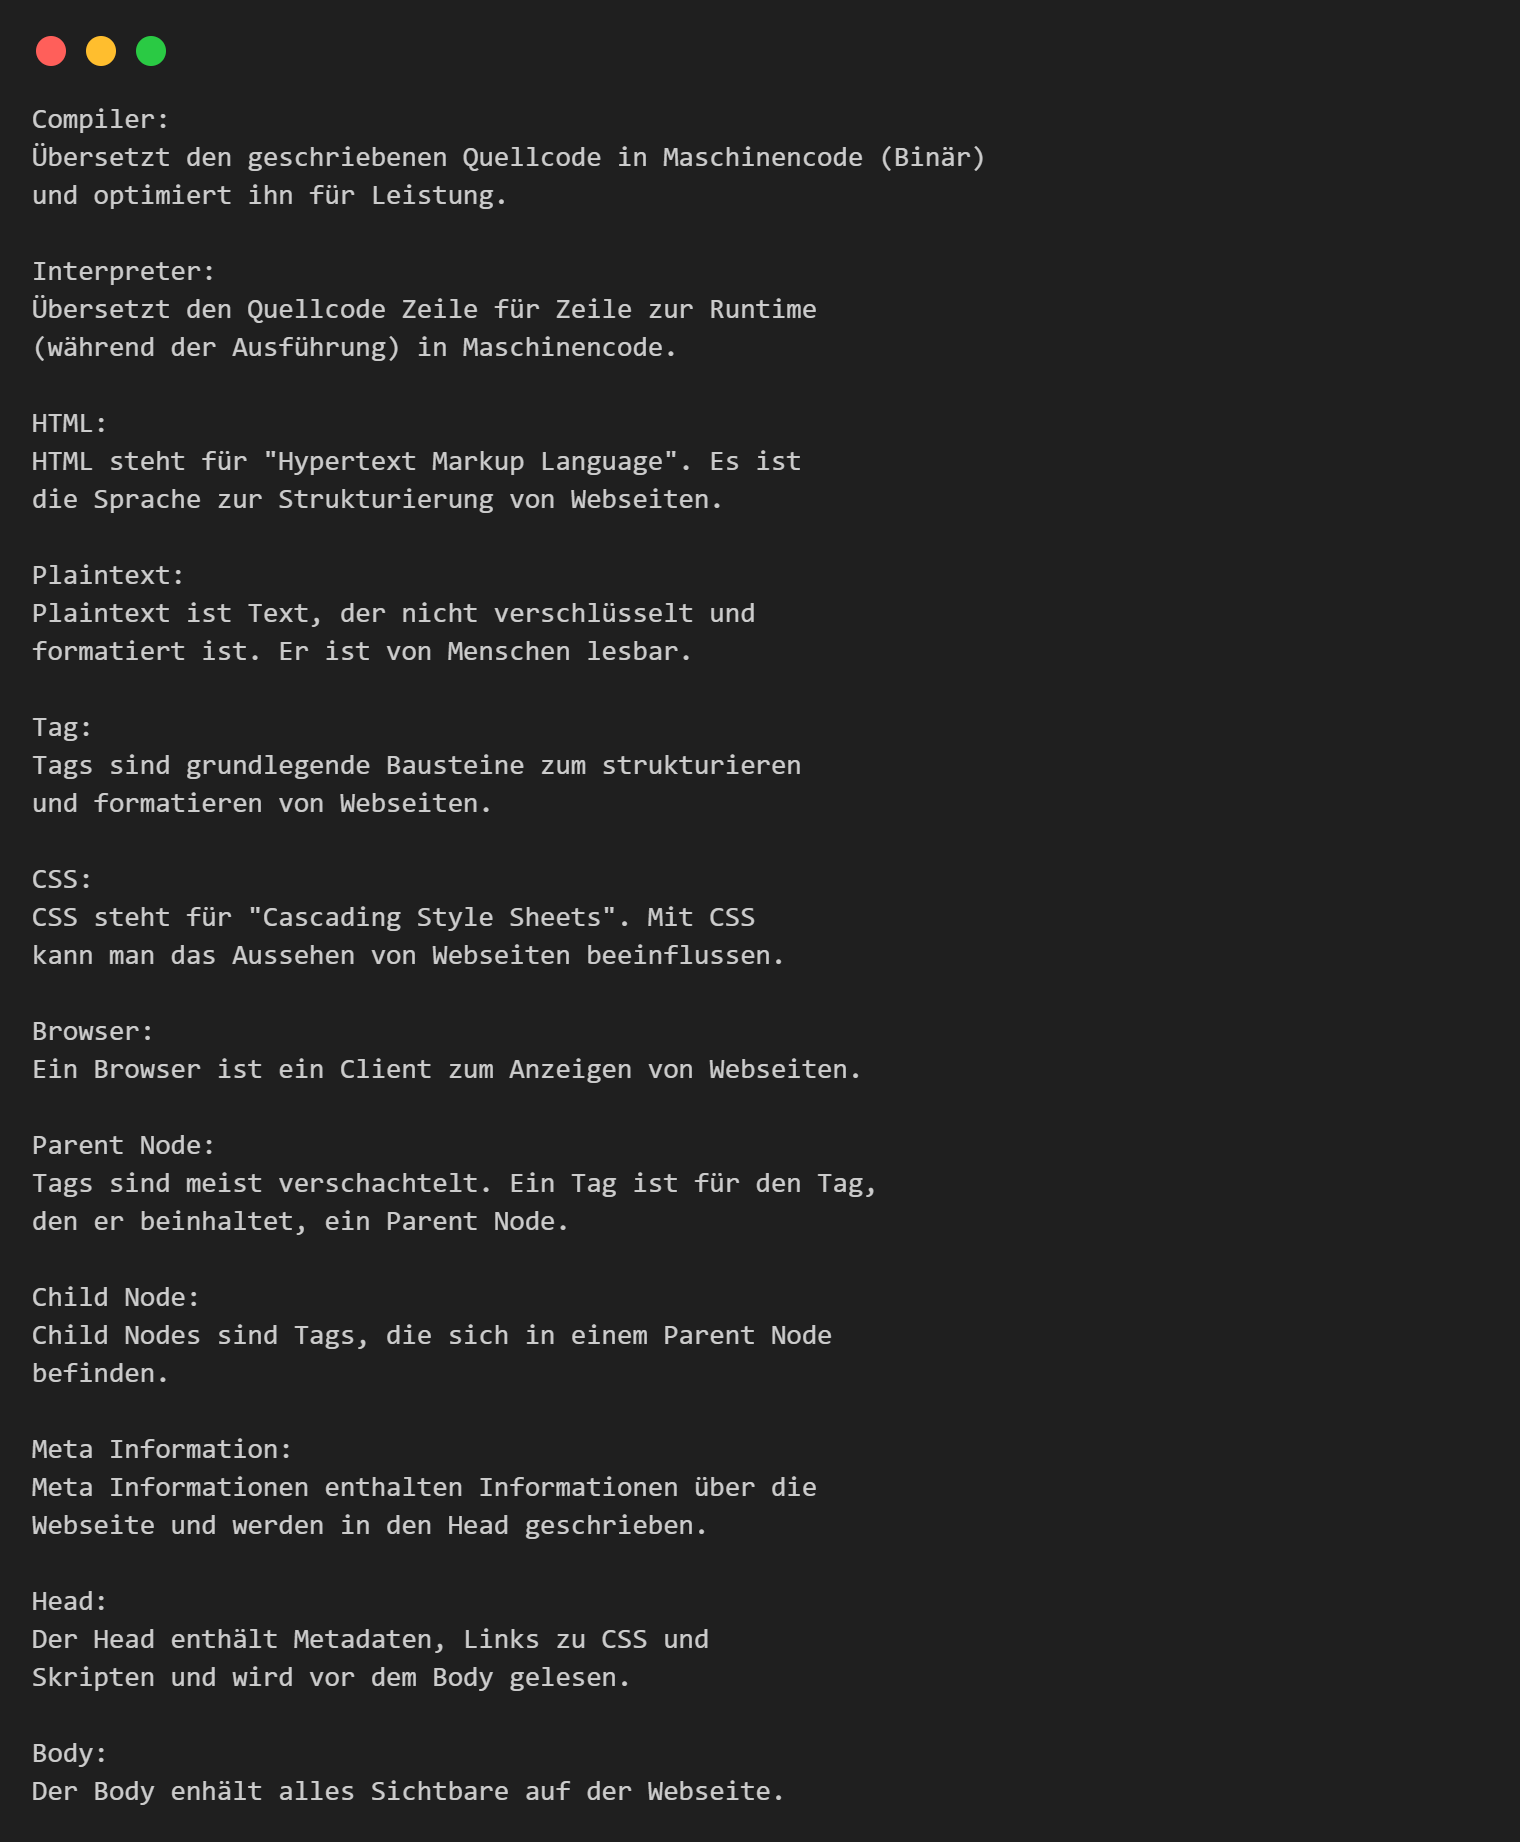 Compiler:
Übersetzt den geschriebenen Quellcode in Maschinencode (Binär)
und optimiert ihn für Leistung.
Interpreter:
Übersetzt den Quellcode Zeile für Zeile zur Runtime
(während der Ausführung) in Maschinencode.
HTML:
HTML steht für "Hypertext Markup Language". Es ist
die Sprache zur Strukturierung von Webseiten.
Plaintext:
Plaintext ist Text, der nicht verschlüsselt und
formatiert ist. Er ist von Menschen lesbar.
Tag:
Tags sind grundlegende Bausteine zum strukturieren
und formatieren von Webseiten.
CSS:
CSS steht für "Cascading Style Sheets". Mit CSS
kann man das Aussehen von Webseiten beeinflussen.
Browser:
Ein Browser ist ein Client zum Anzeigen von Webseiten.
Parent Node:
Tags sind meist verschachtelt. Ein Tag ist für den Tag,
den er beinhaltet, ein Parent Node.
Child Node:
Child Nodes sind Tags, die sich in einem Parent Node
befinden.
Meta Information:
Meta Informationen enthalten Informationen über die
Webseite und werden in den Head geschrieben.
Head:
Der Head enthält Metadaten, Links zu CSS und
Skripten und wird vor dem Body gelesen.
Body:
Der Body enhält alles Sichtbare auf der Webseite.